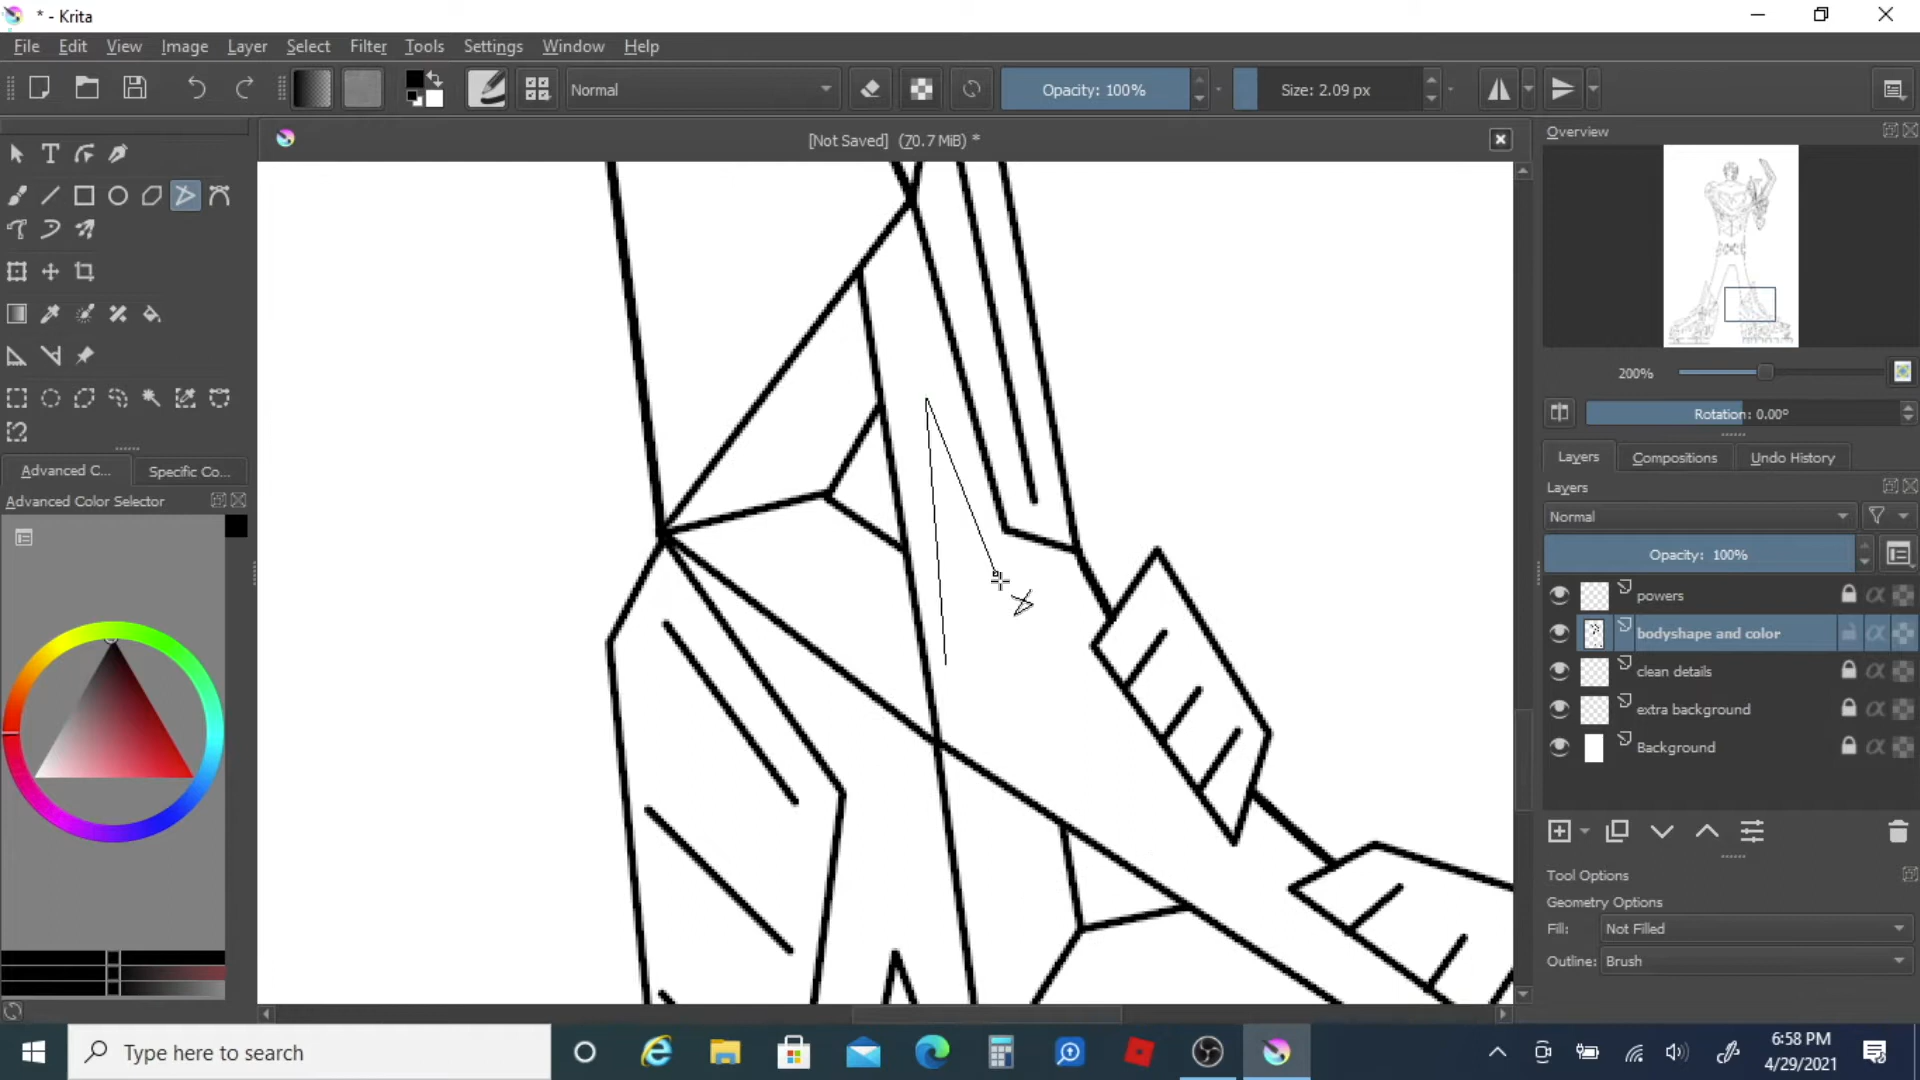 * - Krita
File Edit View Image Layer Select Filter Tools Settings Window Help
Normal
Opacity: 100%
Size: 2.09 px
[Not Saved] (70.7 MiB) *
Overview
200%
Rotation: 0.00°
Advanced C... Specific Co...
Advanced Color Selector
Layers Compositions Undo History
Layers
Normal
Opacity: 100%
powers
bodyshape and color
clean details
extra background
Background
Tool Options
Geometry Options
Fill: Not Filled
Outline: Brush
Type here to search
6:58 PM
4/29/2021